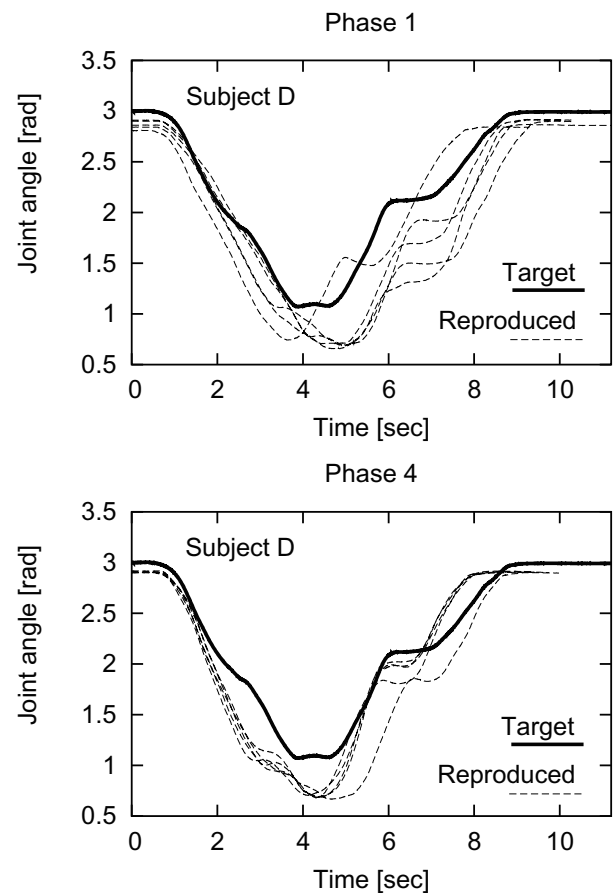 Phase 1
3.5
3
2.5
2
1.5
1
0.5
Joint angle [rad]
Subject D
Target
Reproduced
0 2 4 6 8 10
Time [sec]
Phase 4
3.5
3
2.5
2
1.5
1
0.5
Joint angle [rad]
Subject D
Target
Reproduced
0 2 4 6 8 10
Time [sec]